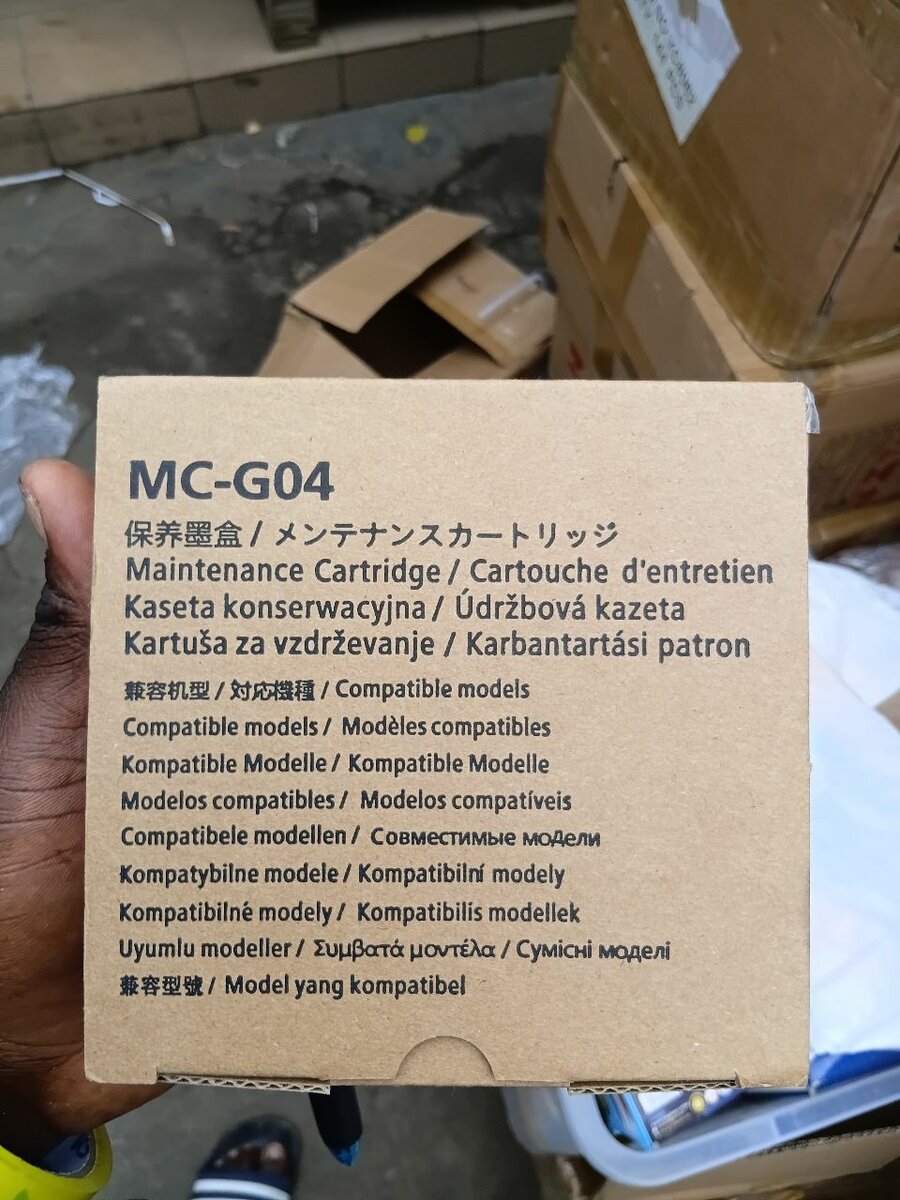 MC-G04
保养墨盒 / メンテナンスカートリッジ
Maintenance Cartridge / Cartouche d'entretien
Kaseta konserwacyjna / Údržbová kazeta
Kartuša za vzdrževanje / Karbantartási patron
兼容机型 / 対応機種 / Compatible models
Compatible models / Modèles compatibles
Kompatible Modelle / Kompatible Modelle
Modelos compatibles / Modelos compatíveis
Compatibele modellen / Совместимые модели
Kompatybilne modele / Kompatibilní modely
Kompatibilné modely / Kompatibilis modellek
Uyumlu modeller / Συμβατά μοντέλα / Сумісні моделі
兼容型號 / Model yang kompatibel